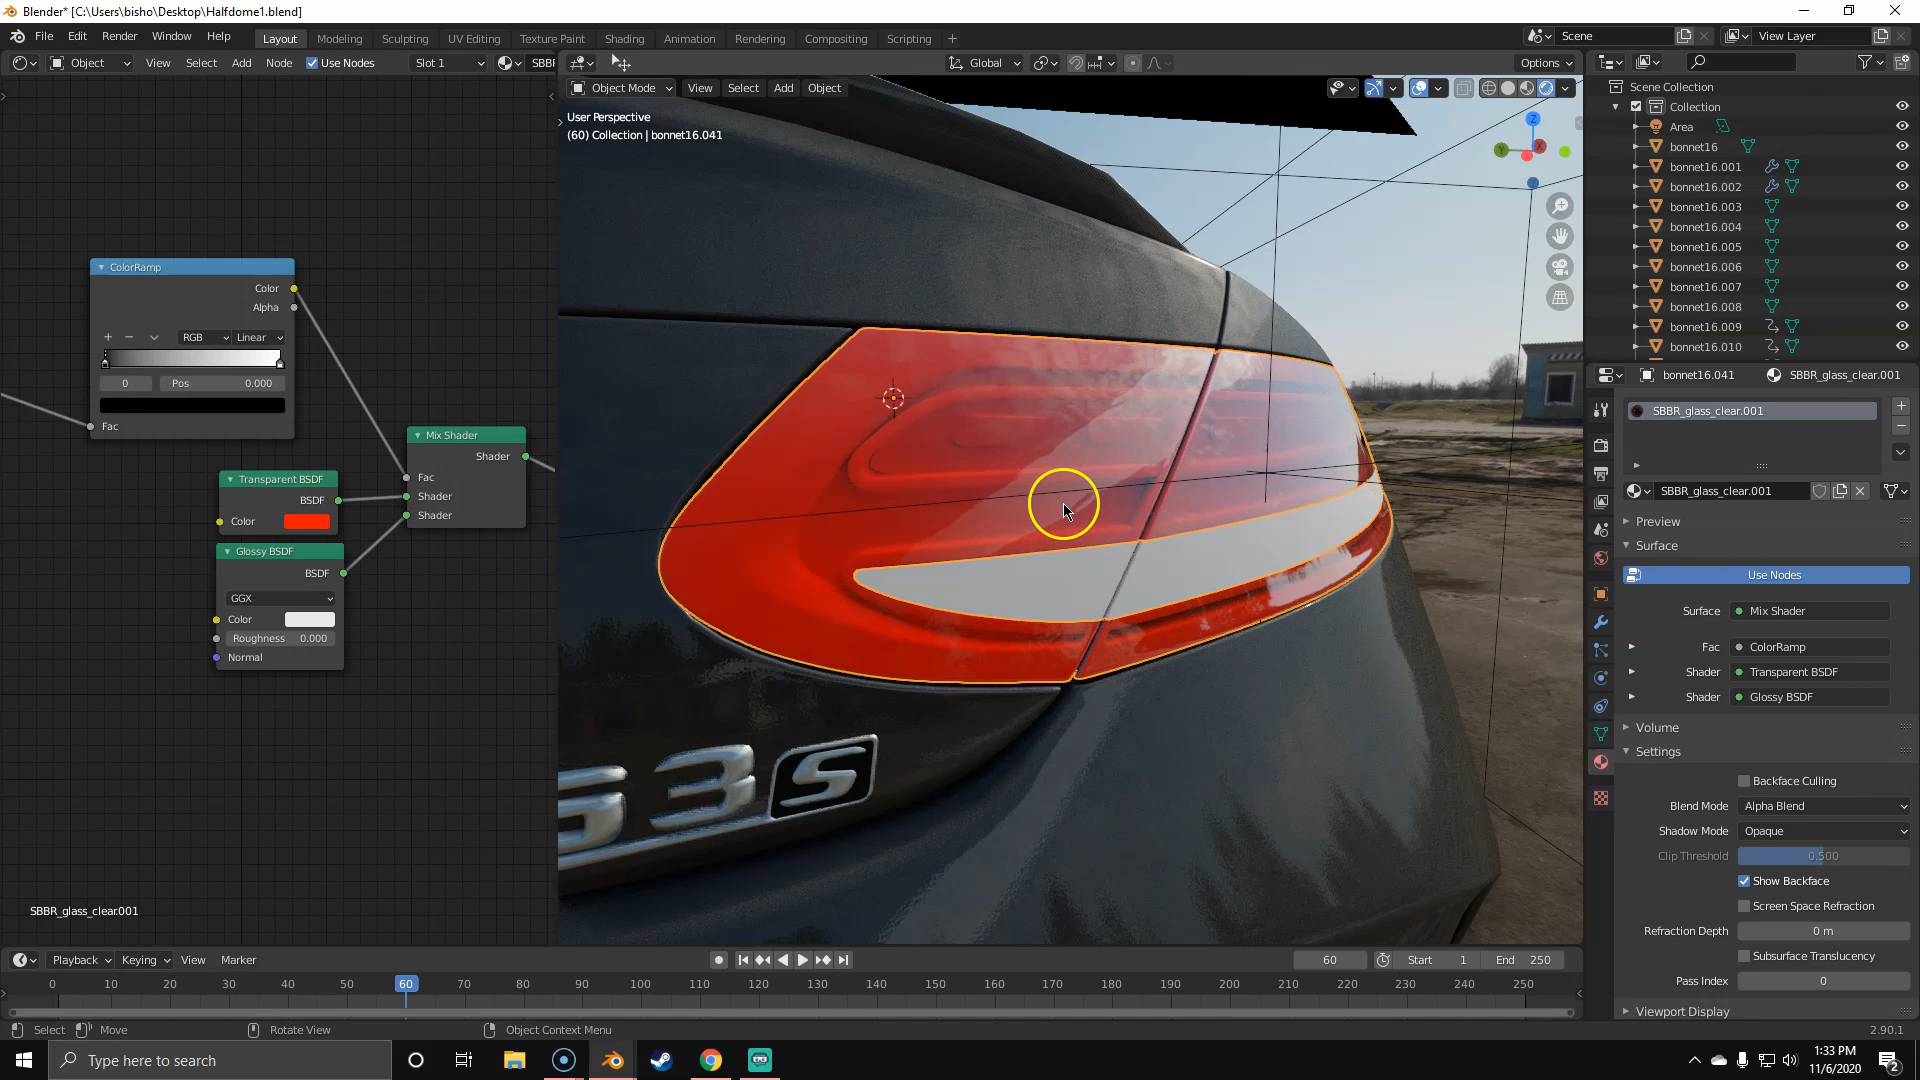 Blender* [C:\Users\bisho\Desktop\Halfdome1.blend]
File Edit Render Window Help
Layout Modeling Sculpting UV Editing Texture Paint Shading Animation Rendering Compositing Scripting +
Scene
View Layer
Object View Select Add Node Use Nodes Slot 1 SBBR
Global
Options
Object Mode View Select Add Object
User Perspective
(60) Collection | bonnet16.041
Z
Y
X
Scene Collection
Collection
Area
bonnet16
bonnet16.001
bonnet16.002
bonnet16.003
bonnet16.004
bonnet16.005
bonnet16.006
bonnet16.007
bonnet16.008
bonnet16.009
bonnet16.010
ColorRamp
Color
Alpha
RGB Linear
0 Pos 0.000
Fac
Mix Shader
Shader
Fac
Shader
Shader
Transparent BSDF
BSDF
Color
Glossy BSDF
BSDF
GGX
Color
Roughness 0.000
Normal
SBBR_glass_clear.001
63S
bonnet16.041 SBBR_glass_clear.001
SBBR_glass_clear.001
SBBR_glass_clear.001
Preview
Surface
Use Nodes
Surface Mix Shader
Fac ColorRamp
Shader Transparent BSDF
Shader Glossy BSDF
Volume
Settings
Backface Culling
Blend Mode Alpha Blend
Shadow Mode Opaque
Clip Threshold 0.500
Show Backface
Screen Space Refraction
Refraction Depth 0 m
Subsurface Translucency
Pass Index 0
Viewport Display
Playback Keying View Marker
60 Start 1 End 250
0 10 20 30 40 50 60 70 80 90 100 110 120 130 140 150 160 170 180 190 200 210 220 230 240 250
Select Move Rotate View Object Context Menu
2.90.1
Type here to search
1:33 PM
11/6/2020
2